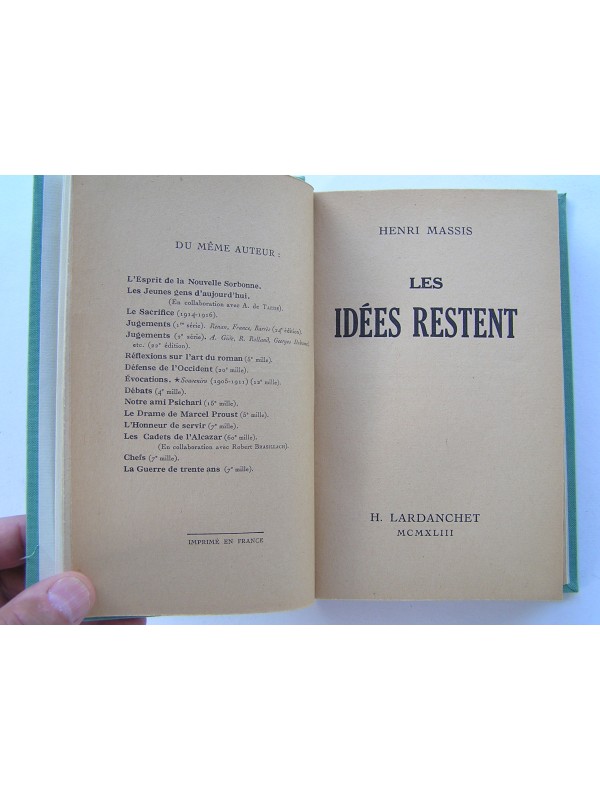 DU MÊME AUTEUR :
L'Esprit de la Nouvelle Sorbonne.
Les Jeunes gens d'aujourd'hui.
(En collaboration avec A. de Tarde).
Le Sacrifice (1914-1916).
Jugements (1re série). Renan, France, Barrès (24e édition).
Jugements (2e série). A. Gide, R. Rolland, Georges Duhamel,
etc. (22e édition).
Réflexions sur l'art du roman (6e mille).
Défense de l'Occident (20e mille).
Évocations. ★ Souvenirs (1905-1911) (12e mille).
Débats (4e mille).
Notre ami Psichari (16e mille).
Le Drame de Marcel Proust (8e mille).
L'Honneur de servir (7e mille).
Les Cadets de l'Alcazar (60e mille).
(En collaboration avec Robert Brasillach)
Chefs (7e mille).
La Guerre de trente ans (7e mille).
IMPRIMÉ EN FRANCE
HENRI MASSIS
LES
IDÉES RESTENT
H. LARDANCHET
MCMXLIII